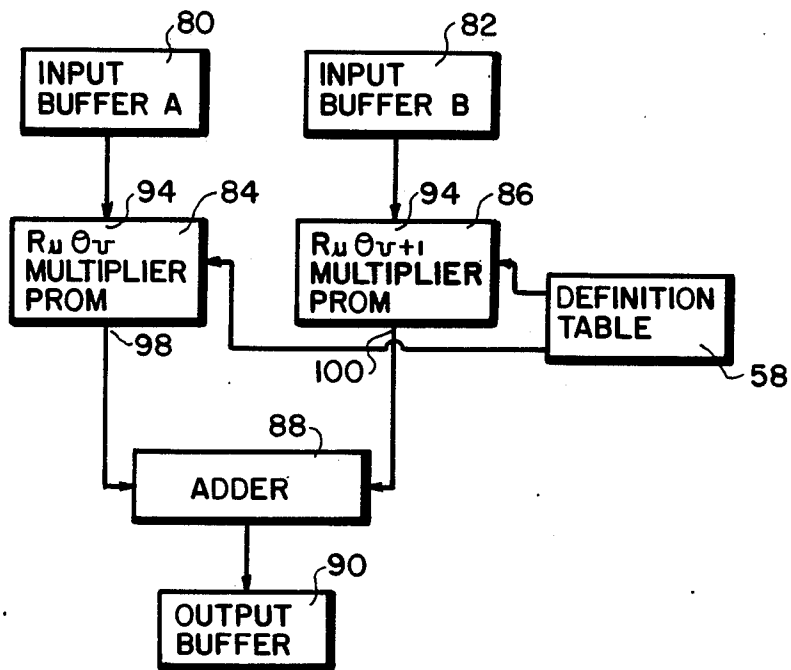 80
82
INPUT
BUFFER A
INPUT
BUFFER B
94
84
94
86
Rμ θv
MULTIPLIER
PROM
Rμ θv+1
MULTIPLIER
PROM
DEFINITION
TABLE
98
100
58
88
ADDER
90
OUTPUT
BUFFER